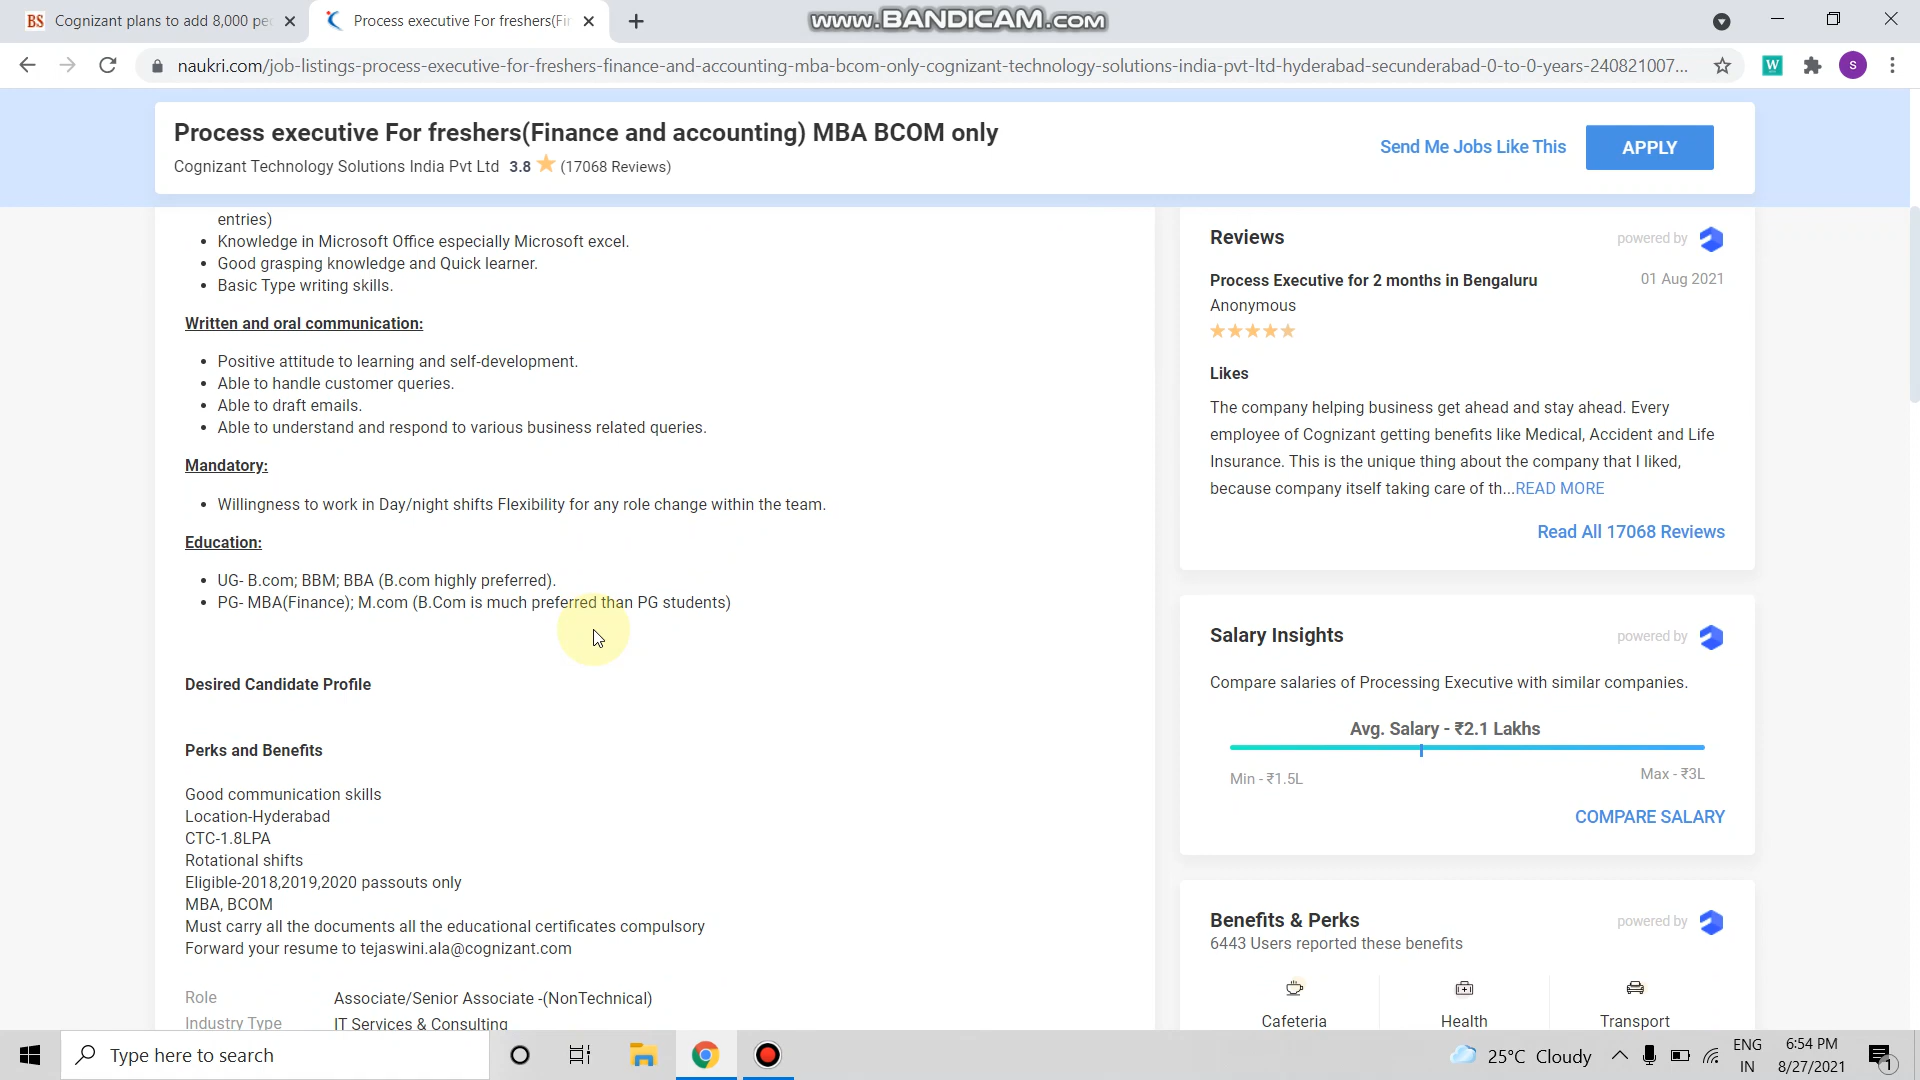 BS Cognizant plans to add 8,000 pe
Process executive For freshers(Fi
www.BANDICAM.com
naukri.com/job-listings-process-executive-for-freshers-finance-and-accounting-mba-bcom-only-cognizant-technology-solutions-india-pvt-ltd-hyderabad-secunderabad-0-to-0-years-240821007...
W
s
Process executive For freshers(Finance and accounting) MBA BCOM only
Cognizant Technology Solutions India Pvt Ltd 3.8 (17068 Reviews)
Send Me Jobs Like This
APPLY
entries)
• Knowledge in Microsoft Office especially Microsoft excel.
• Good grasping knowledge and Quick learner.
• Basic Type writing skills.
Written and oral communication:
• Positive attitude to learning and self-development.
• Able to handle customer queries.
• Able to draft emails.
• Able to understand and respond to various business related queries.
Mandatory:
• Willingness to work in Day/night shifts Flexibility for any role change within the team.
Education:
• UG- B.com; BBM; BBA (B.com highly preferred).
• PG- MBA(Finance); M.com (B.Com is much preferred than PG students)
Desired Candidate Profile
Perks and Benefits
Good communication skills
Location-Hyderabad
CTC-1.8LPA
Rotational shifts
Eligible-2018,2019,2020 passouts only
MBA, BCOM
Must carry all the documents all the educational certificates compulsory
Forward your resume to tejaswini.ala@cognizant.com
Role Associate/Senior Associate -(NonTechnical)
Industry Type IT Services & Consulting
Reviews
powered by
Process Executive for 2 months in Bengaluru
01 Aug 2021
Anonymous
Likes
The company helping business get ahead and stay ahead. Every
employee of Cognizant getting benefits like Medical, Accident and Life
Insurance. This is the unique thing about the company that I liked,
because company itself taking care of th...READ MORE
Read All 17068 Reviews
Salary Insights
powered by
Compare salaries of Processing Executive with similar companies.
Avg. Salary - ₹2.1 Lakhs
Min - ₹1.5L
Max - ₹3L
COMPARE SALARY
Benefits & Perks
powered by
6443 Users reported these benefits
Cafeteria
Health
Transport
Type here to search
25°C Cloudy
ENG
IN
6:54 PM
8/27/2021
1